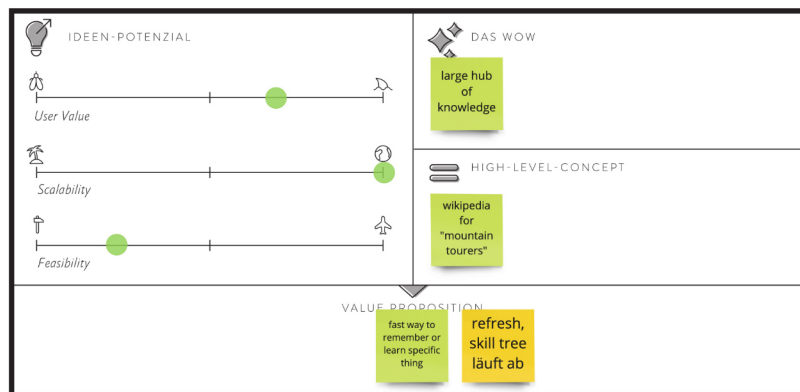 IDEEN-POTENZIAL
User Value
Scalability
Feasibility
DAS WOW
large hub
of
knowledge
HIGH-LEVEL-CONCEPT
wikipedia
for
"mountain
tourers"
VALUE PROPOSITION
fast way to
remember or
learn specific
thing
refresh,
skill tree
läuft ab